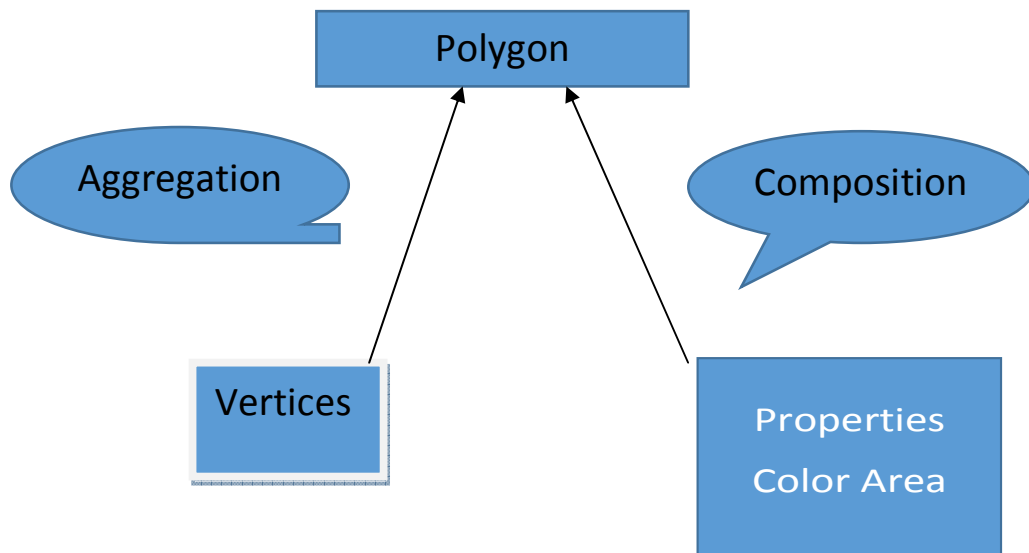 Polygon
Aggregation
Composition
Vertices
Properties
Color Area